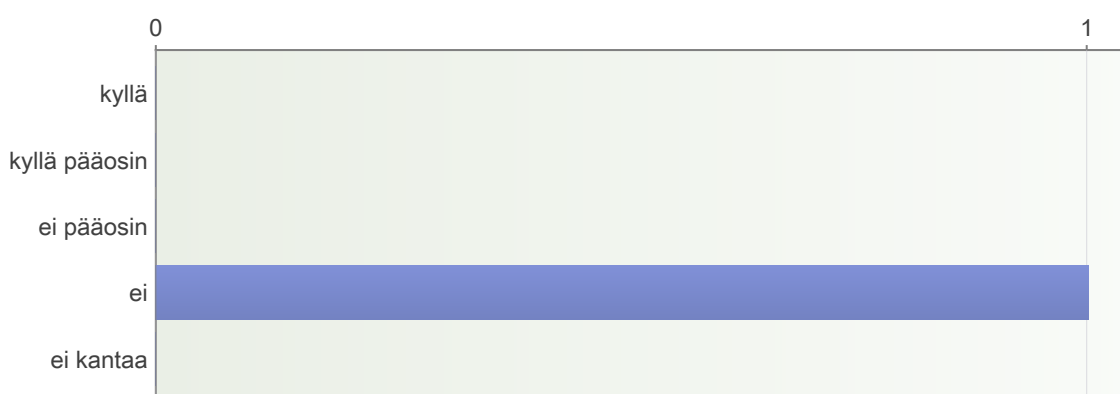 0 1
kyllä
kyllä pääosin
ei pääosin
ei
ei kantaa